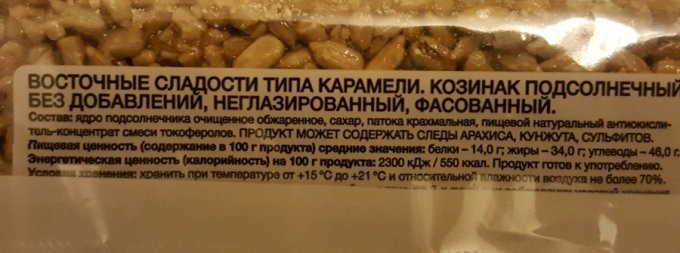 ВОСТОЧНЫЕ СЛАДОСТИ ТИПА КАРАМЕЛИ. КОЗИНАК ПОДСОЛНЕЧНЫЙ
БЕЗ ДОБАВЛЕНИЙ, НЕГЛАЗИРОВАННЫЙ, ФАСОВАННЫЙ.
Состав: ядро подсолнечника очищенное обжаренное, сахар, патока крахмальная, пищевой натуральный антиокисли-
тель-концентрат смеси токоферолов. ПРОДУКТ МОЖЕТ СОДЕРЖАТЬ СЛЕДЫ АРАХИСА, КУНЖУТА, СУЛЬФИТОВ.
Пищевая ценность (содержание в 100 г продукта) средние значения: белки – 14,0 г; жиры – 34,0 г; углеводы – 46,0 г.
Энергетическая ценность (калорийность) на 100 г продукта: 2300 кДж / 550 ккал. Продукт готов к употреблению.
Условия хранения: хранить при температуре от +15 °С до +21 °С и относительной влажности воздуха не более 70%.